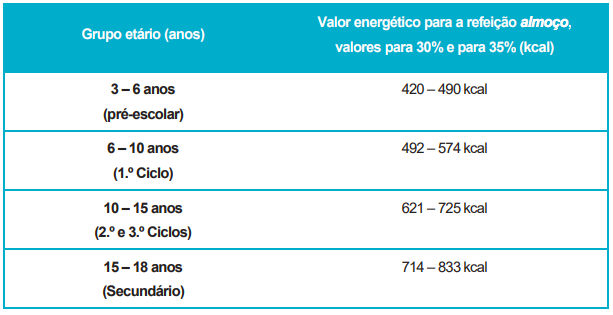 Grupo etário (anos)
Valor energético para a refeição almoço,
valores para 30% e para 35% (kcal)
3 – 6 anos
(pré-escolar)
420 – 490 kcal
6 – 10 anos
(1.º Ciclo)
492 – 574 kcal
10 – 15 anos
(2.º e 3.º Ciclos)
621 – 725 kcal
15 – 18 anos
(Secundário)
714 – 833 kcal